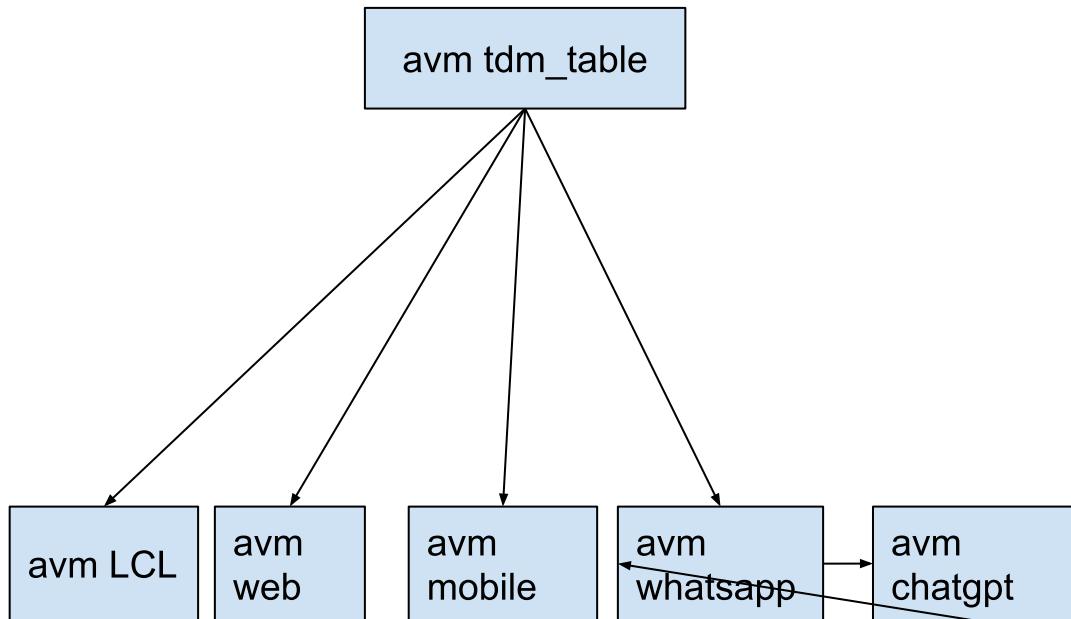 avm tdm_table
avm LCL
avm
web
avm
mobile
avm
whatsapp
avm
chatgpt